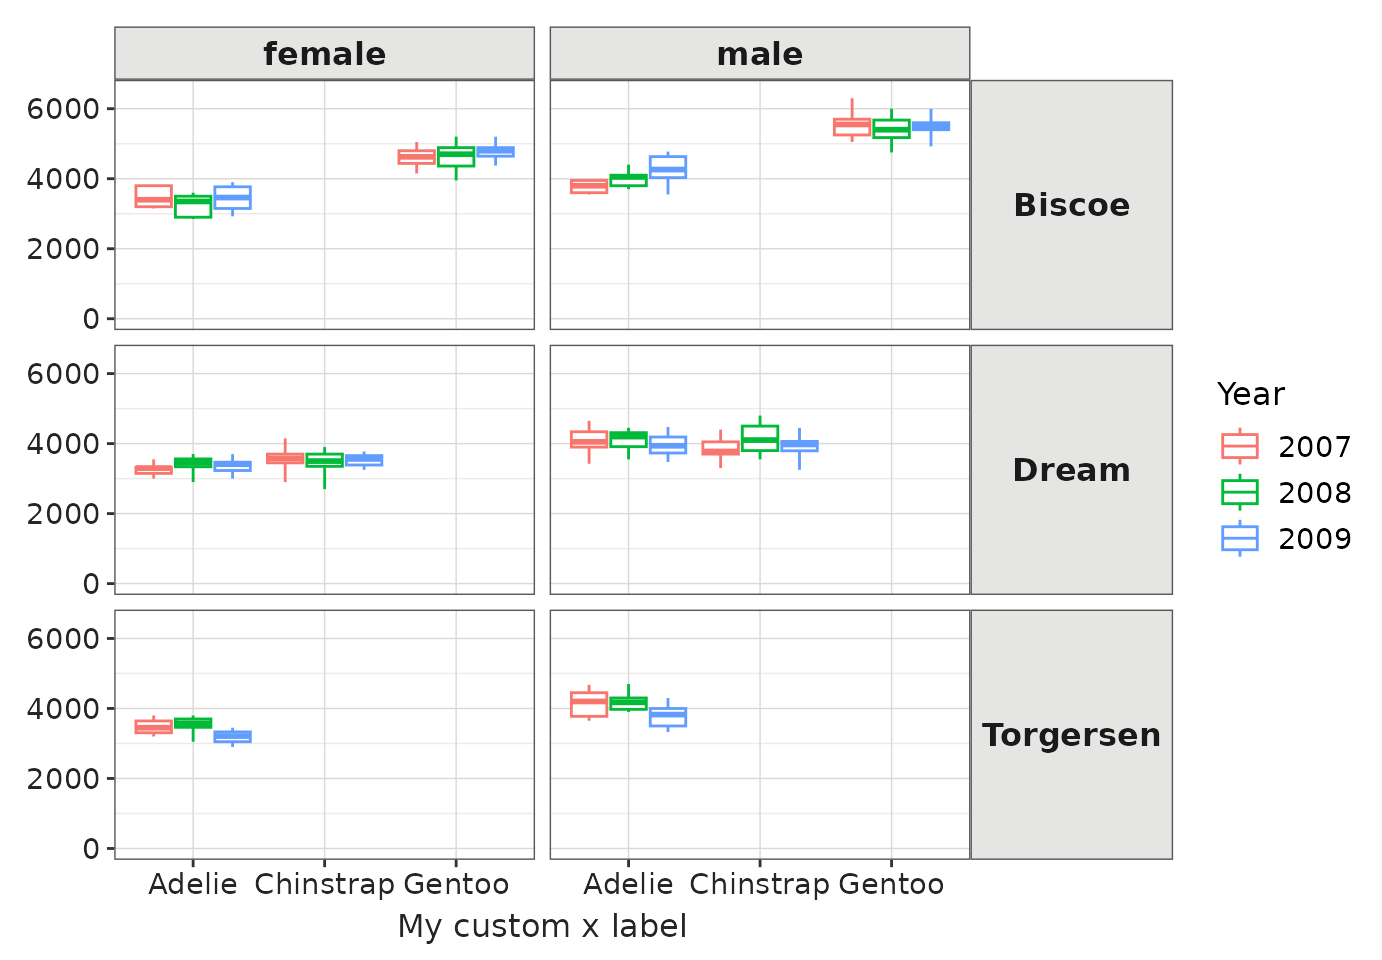 female male
6000
4000
2000
0
Biscoe
6000
4000
2000
0
Dream
6000
4000
2000
0
Torgersen
Adelie Chinstrap Gentoo Adelie Chinstrap Gentoo
My custom x label
Year
2007
2008
2009